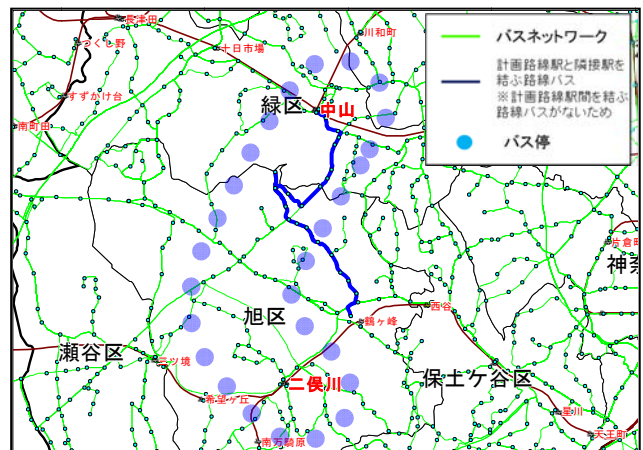 長津田
つくし野
十日市場
川和町
すずかけ台
緑区
中山
南町田
バスネットワーク
計画路線駅と隣接駅を
結ぶ路線バス
※計画路線駅間を結ぶ
路線バスがないため
バス停
片倉町
神奈
旭区
西谷
鶴ヶ峰
瀬谷区
三ツ境
二俣川
保土ケ谷区
希望ヶ丘
星川
南万騎原
天王町